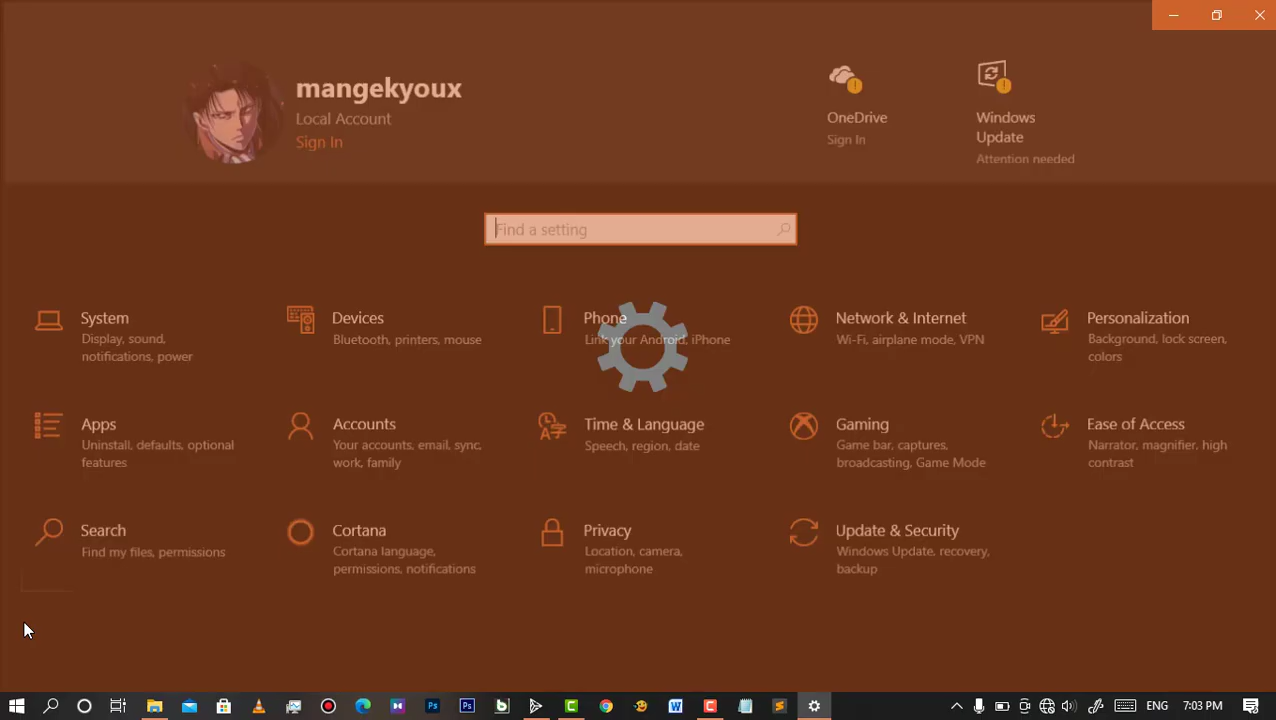 mangekyoux
Local Account
Sign In
OneDrive
Sign In
Windows
Update
Attention needed
Find a setting
System
Display, sound,
notifications, power
Devices
Bluetooth, printers, mouse
Phone
Link your Android, iPhone
Network & Internet
Wi-Fi, airplane mode, VPN
Personalization
Background, lock screen,
colors
Apps
Uninstall, defaults, optional
features
Accounts
Your accounts, email, sync,
work, family
Time & Language
Speech, region, date
Gaming
Game bar, captures,
broadcasting, Game Mode
Ease of Access
Narrator, magnifier, high
contrast
Search
Find my files, permissions
Cortana
Cortana language,
permissions, notifications
Privacy
Location, camera,
microphone
Update & Security
Windows Update, recovery,
backup
ENG
7:03 PM